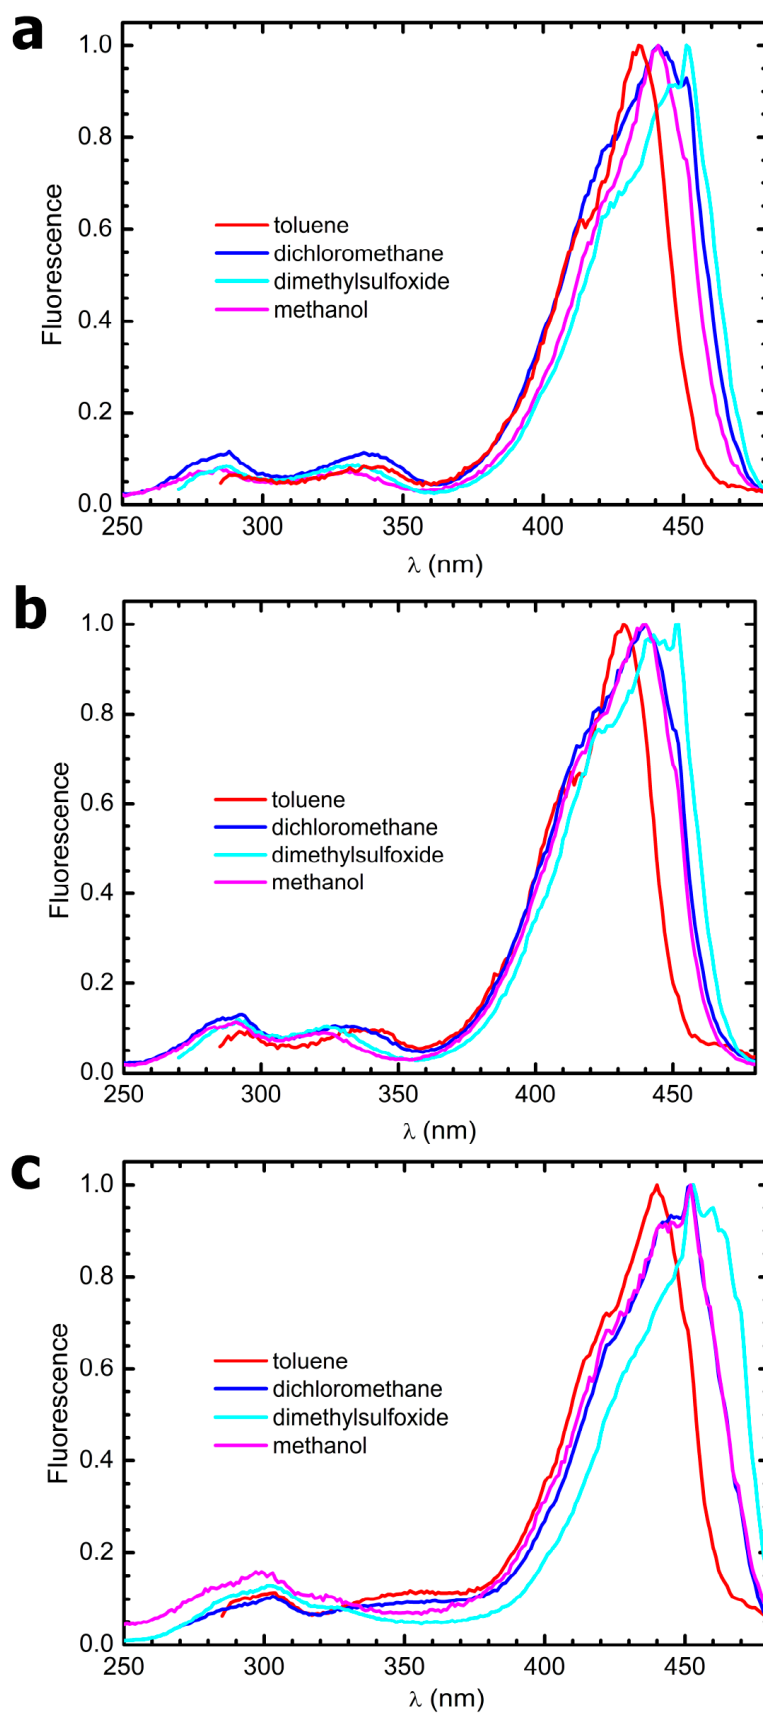 a
1.0
0.8
0.6
0.4
0.2
0.0
Fluorescence
toluene
dichloromethane
dimethylsulfoxide
methanol
250 300 350 400 450
λ (nm)
b
1.0
0.8
0.6
0.4
0.2
0.0
Fluorescence
toluene
dichloromethane
dimethylsulfoxide
methanol
250 300 350 400 450
λ (nm)
c
1.0
0.8
0.6
0.4
0.2
0.0
Fluorescence
toluene
dichloromethane
dimethylsulfoxide
methanol
250 300 350 400 450
λ (nm)